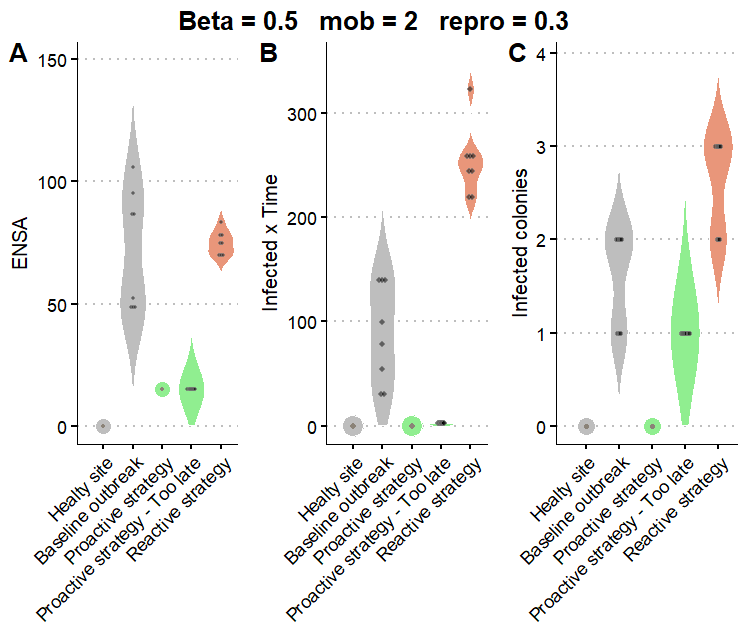 Beta = 0.5   mob = 2   repro = 0.3
A
ENSA
150
100
50
0
Healty site
Baseline outbreak
Proactive strategy
Proactive strategy - Too late
Reactive strategy
B
Infected x Time
300
200
100
0
Healty site
Baseline outbreak
Proactive strategy
Proactive strategy - Too late
Reactive strategy
C
Infected colonies
4
3
2
1
0
Healty site
Baseline outbreak
Proactive strategy
Proactive strategy - Too late
Reactive strategy